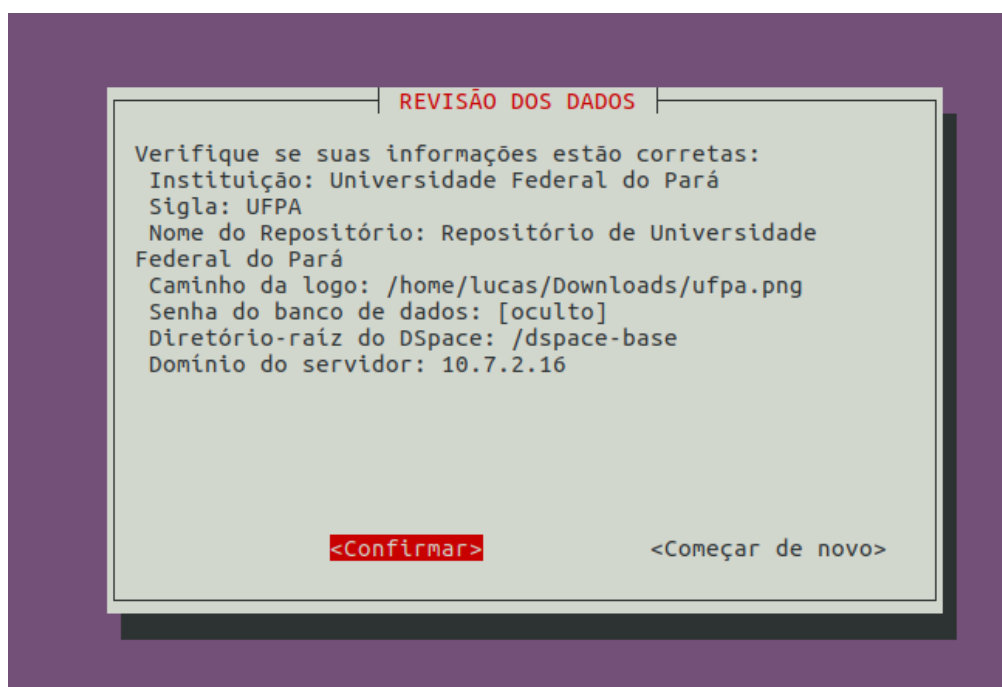 REVISÃO DOS DADOS
Verifique se suas informações estão corretas:
Instituição: Universidade Federal do Pará
Sigla: UFPA
Nome do Repositório: Repositório de Universidade
Federal do Pará
Caminho da logo: /home/lucas/Downloads/ufpa.png
Senha do banco de dados: [oculto]
Diretório-raíz do DSpace: /dspace-base
Domínio do servidor: 10.7.2.16
<Confirmar> <Começar de novo>